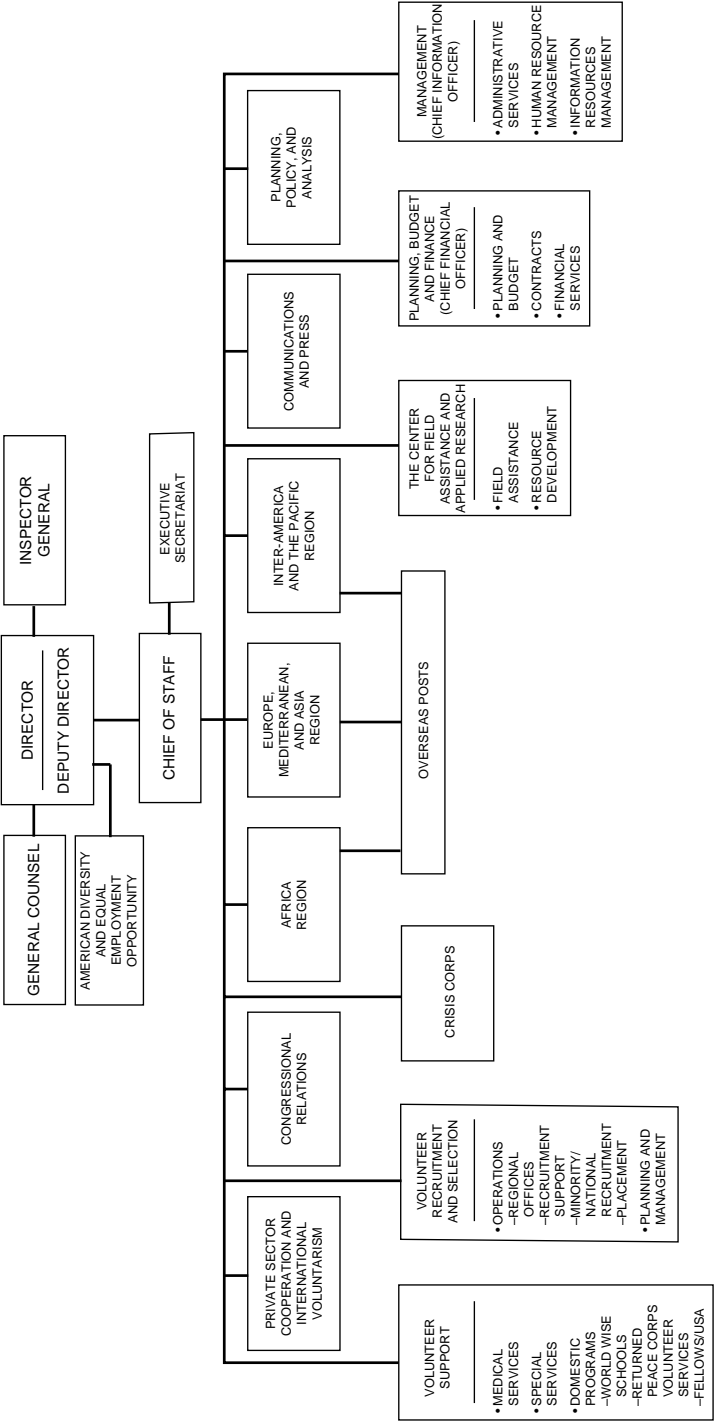 DIRECTOR
DEPUTY DIRECTOR
GENERAL COUNSEL
INSPECTOR
GENERAL
AMERICAN DIVERSITY
AND EQUAL
EMPLOYMENT
OPPORTUNITY
CHIEF OF STAFF
EXECUTIVE
SECRETARIAT
PRIVATE SECTOR
COOPERATION AND
INTERNATIONAL
VOLUNTARISM
CONGRESSIONAL
RELATIONS
AFRICA
REGION
EUROPE,
MEDITERRANEAN,
AND ASIA
REGION
INTER-AMERICA
AND THE PACIFIC
REGION
COMMUNICATIONS
AND PRESS
PLANNING,
POLICY, AND
ANALYSIS
VOLUNTEER
SUPPORT
•MEDICAL
SERVICES
•SPECIAL
SERVICES
•DOMESTIC
PROGRAMS
–WORLD WISE
SCHOOLS
–RETURNED
PEACE CORPS
VOLUNTEER
SERVICES
–FELLOWS/USA
VOLUNTEER
RECRUITMENT
AND SELECTION
•OPERATIONS
–REGIONAL
OFFICES
–RECRUITMENT
SUPPORT
–MINORITY/
NATIONAL
RECRUITMENT
–PLACEMENT
•PLANNING AND
MANAGEMENT
CRISIS CORPS
OVERSEAS POSTS
THE CENTER
FOR FIELD
ASSISTANCE AND
APPLIED RESEARCH
•FIELD
ASSISTANCE
•RESOURCE
DEVELOPMENT
PLANNING, BUDGET
AND FINANCE
(CHIEF FINANCIAL
OFFICER)
•PLANNING AND
BUDGET
•CONTRACTS
•FINANCIAL
SERVICES
MANAGEMENT
(CHIEF INFORMATION
OFFICER)
•ADMINISTRATIVE
SERVICES
•HUMAN RESOURCE
MANAGEMENT
•INFORMATION
RESOURCES
MANAGEMENT